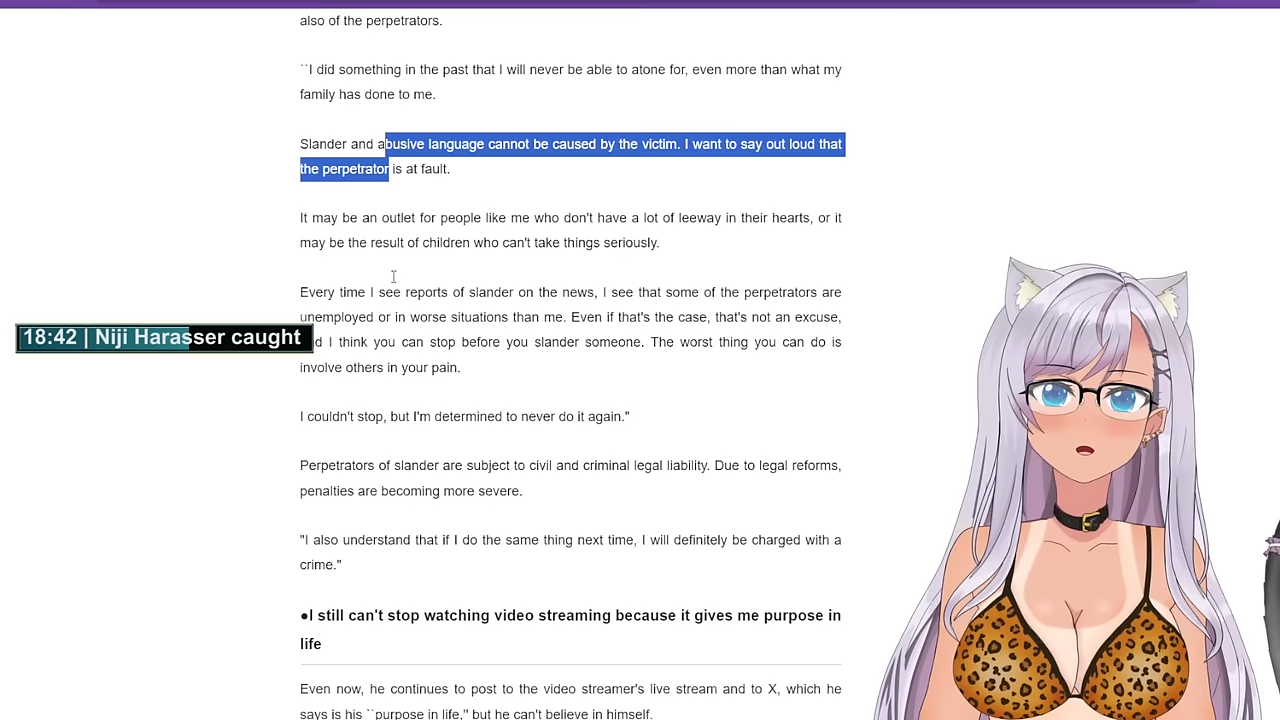 also of the perpetrators.
``I did something in the past that I will never be able to atone for, even more than what my
family has done to me.
Slander and abusive language cannot be caused by the victim. I want to say out loud that
the perpetrator is at fault.
It may be an outlet for people like me who don't have a lot of leeway in their hearts, or it
may be the result of children who can't take things seriously.
Every time I see reports of slander on the news, I see that some of the perpetrators are
unemployed or in worse situations than me. Even if that's the case, that's not an excuse,
18:42 | Niji Harasser caught
d I think you can stop before you slander someone. The worst thing you can do is
involve others in your pain.
I couldn't stop, but I'm determined to never do it again."
Perpetrators of slander are subject to civil and criminal legal liability. Due to legal reforms,
penalties are becoming more severe.
"I also understand that if I do the same thing next time, I will definitely be charged with a
crime."
●I still can't stop watching video streaming because it gives me purpose in
life
Even now, he continues to post to the video streamer's live stream and to X, which he
says is his ``purpose in life,'' but he can't believe in himself.